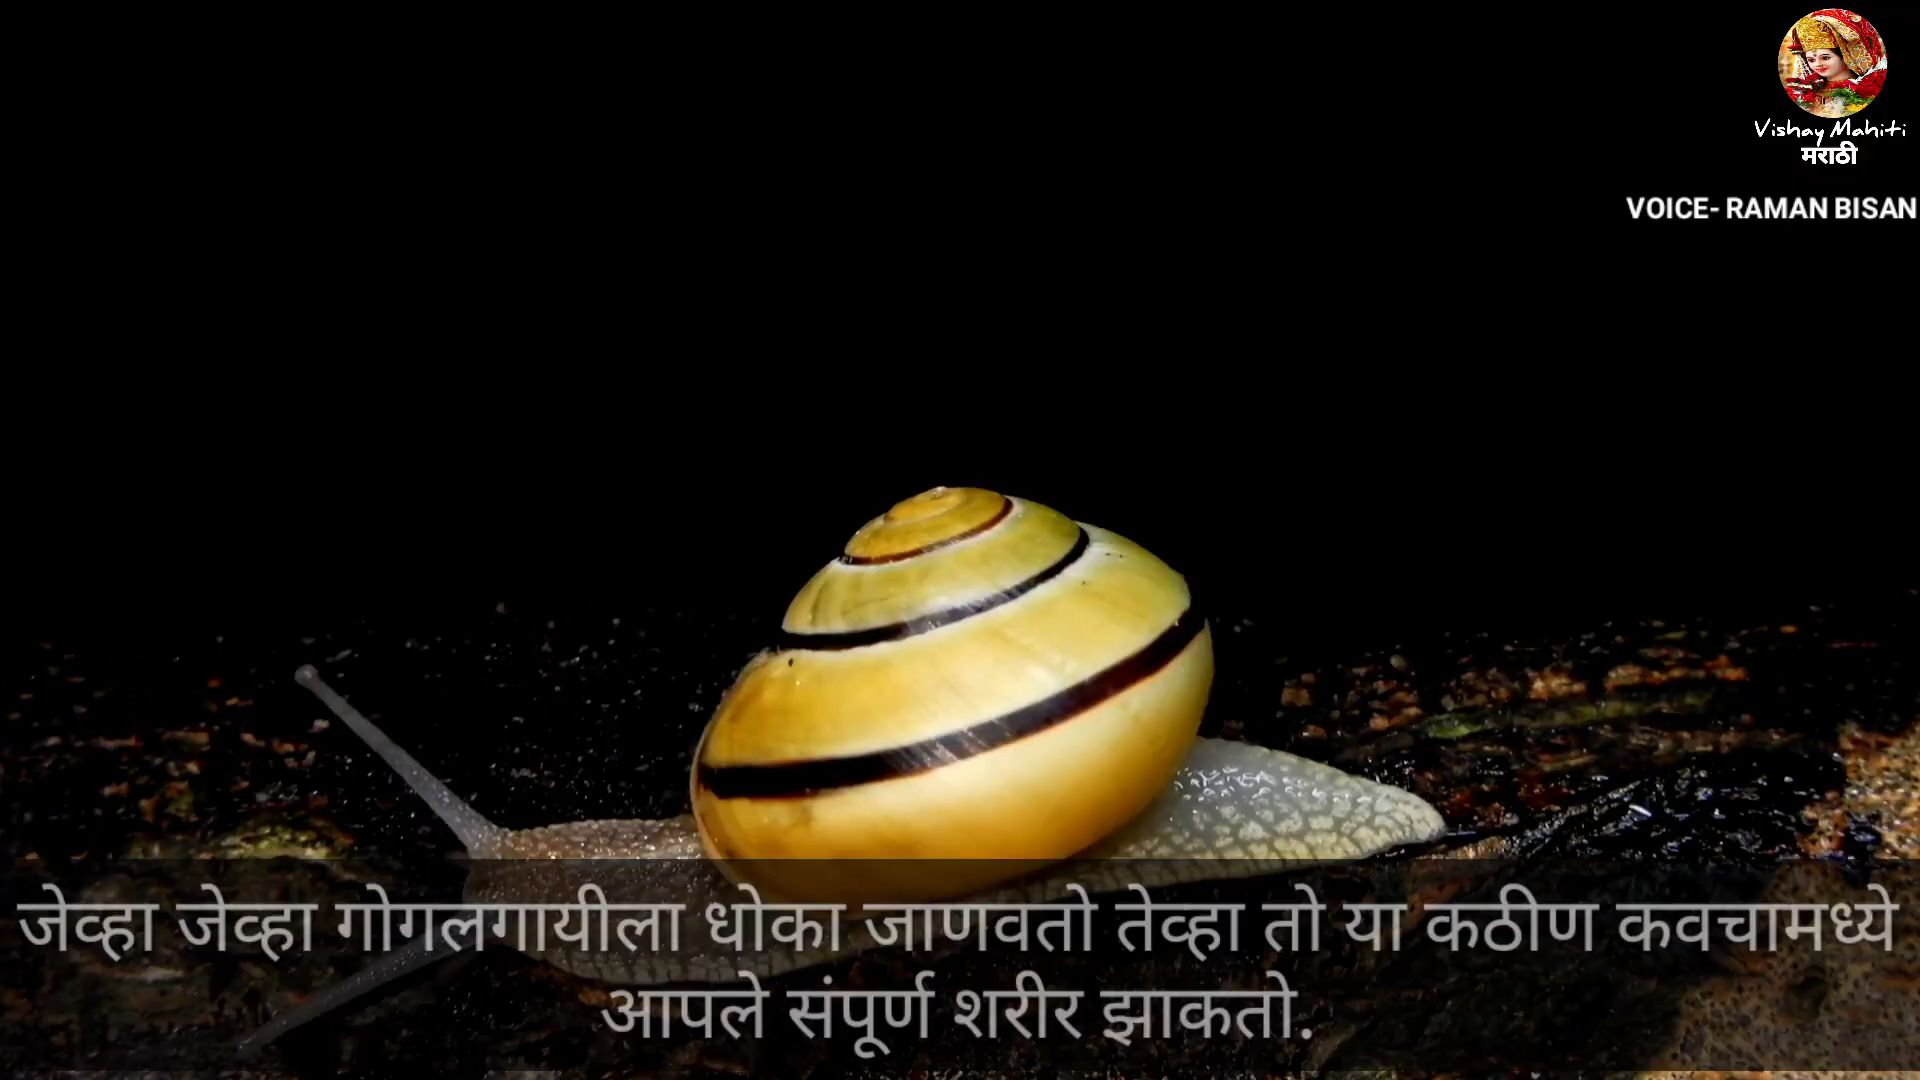 Vishay Mahiti
मराठी
VOICE- RAMAN BISAN
जेव्हा जेव्हा गोगलगायीला धोका जाणवतो तेव्हा तो या कठीण कवचामध्ये
आपले संपूर्ण शरीर झाकतो.